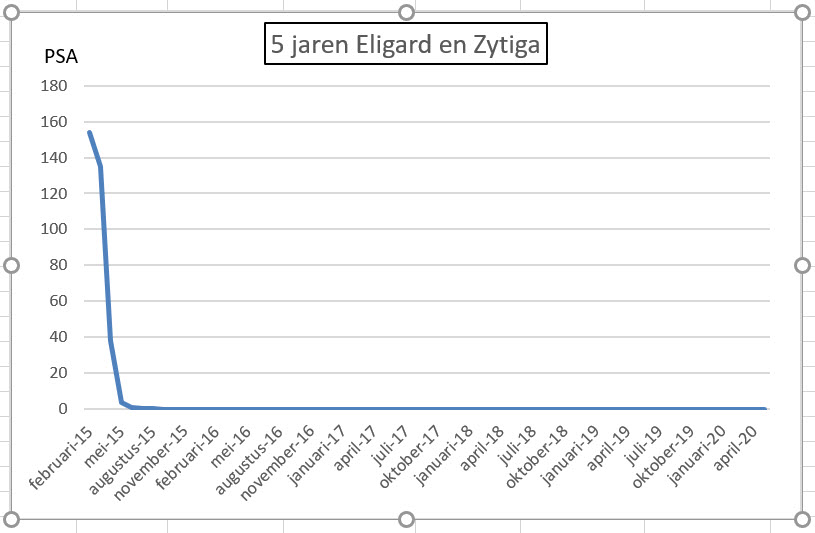 5 jaren Eligard en Zytiga
PSA
180
160
140
120
100
80
60
40
20
0
februari-15
mei-15
augustus-15
november-15
februari-16
mei-16
augustus-16
november-16
januari-17
april-17
juli-17
oktober-17
januari-18
april-18
juli-18
oktober-18
januari-19
april-19
juli-19
oktober-19
januari-20
april-20